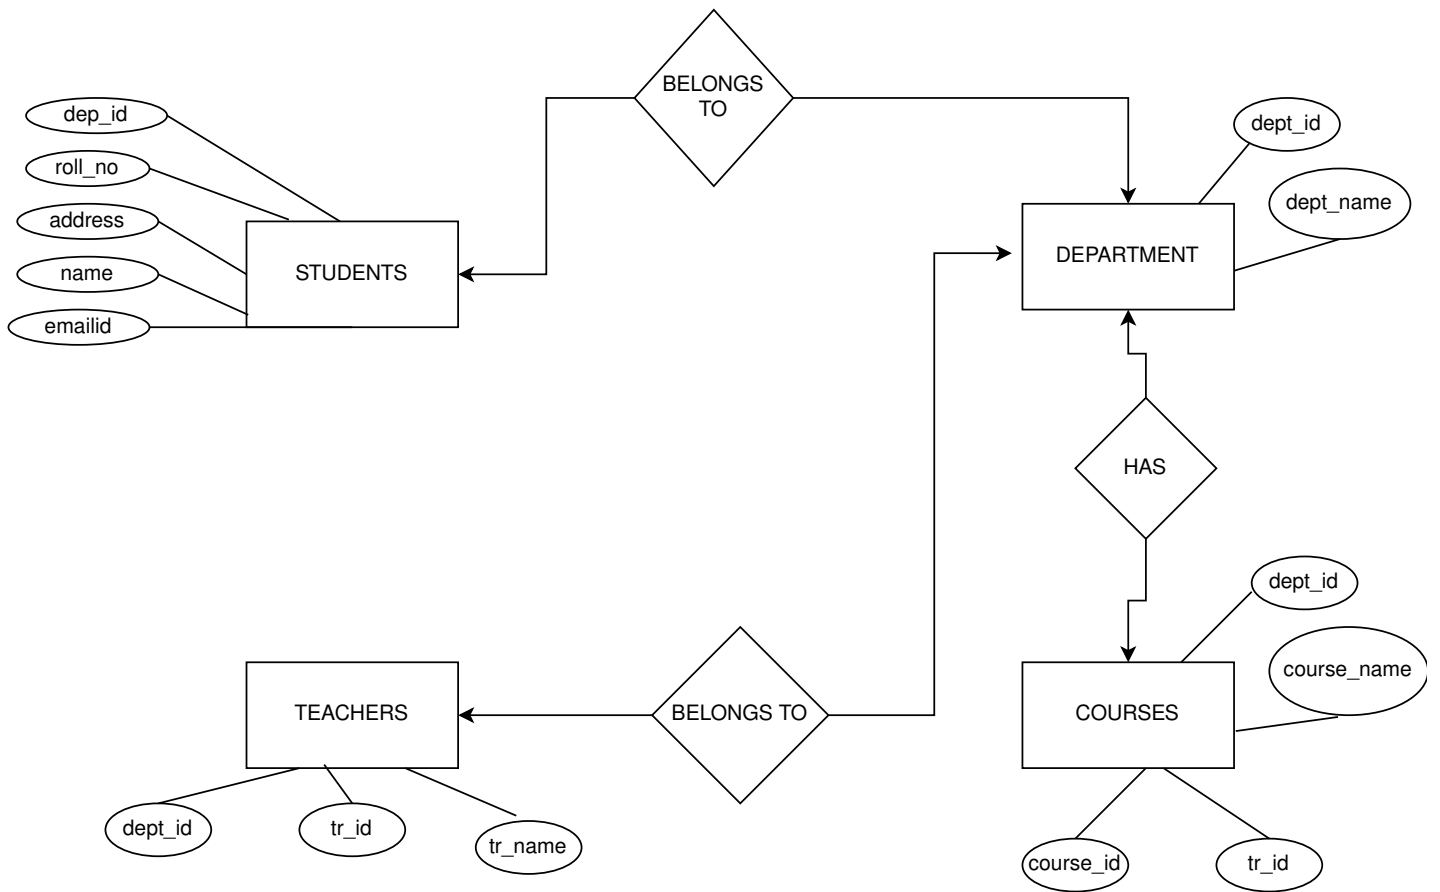 BELONGS
TO
dep_id
dept_id
roll_no
dept_name
address
STUDENTS
DEPARTMENT
name
emailid
HAS
dept_id
course_name
TEACHERS
BELONGS TO
COURSES
dept_id
tr_id
tr_name
course_id
tr_id